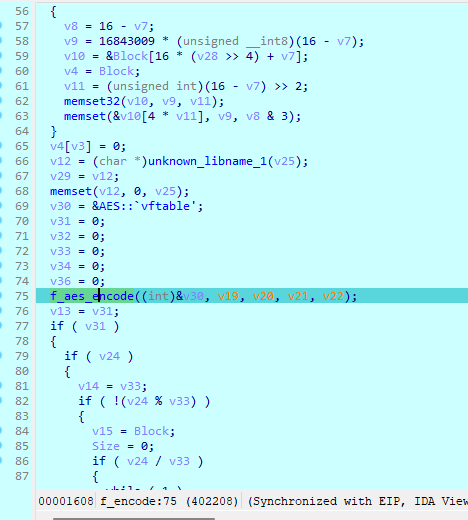 56 {
57 v8 = 16 - v7;
58 v9 = 16843009 * (unsigned __int8)(16 - v7);
59 v10 = &Block[16 * (v28 >> 4) + v7];
60 v4 = Block;
61 v11 = (unsigned int)(16 - v7) >> 2;
62 memset32(v10, v9, v11);
63 memset(&v10[4 * v11], v9, v8 & 3);
64 }
65 v4[v3] = 0;
66 v12 = (char *)unknown_libname_1(v25);
67 v29 = v12;
68 memset(v12, 0, v25);
69 v30 = &AES::`vftable';
70 v31 = 0;
71 v32 = 0;
72 v33 = 0;
73 v34 = 0;
74 v36 = 0;
75 f_aes_encode((int)&v30, v19, v20, v21, v22);
76 v13 = v31;
77 if ( v31 )
78 {
79 if ( v24 )
80 {
81 v14 = v33;
82 if ( !(v24 % v33) )
83 {
84 v15 = Block;
85 Size = 0;
86 if ( v24 / v33 )
87 {
while ( 1 )
00001608 f_encode:75 (402208) (Synchronized with EIP, IDA View